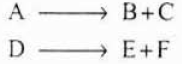 A ⟶ B+C
D ⟶ E+F